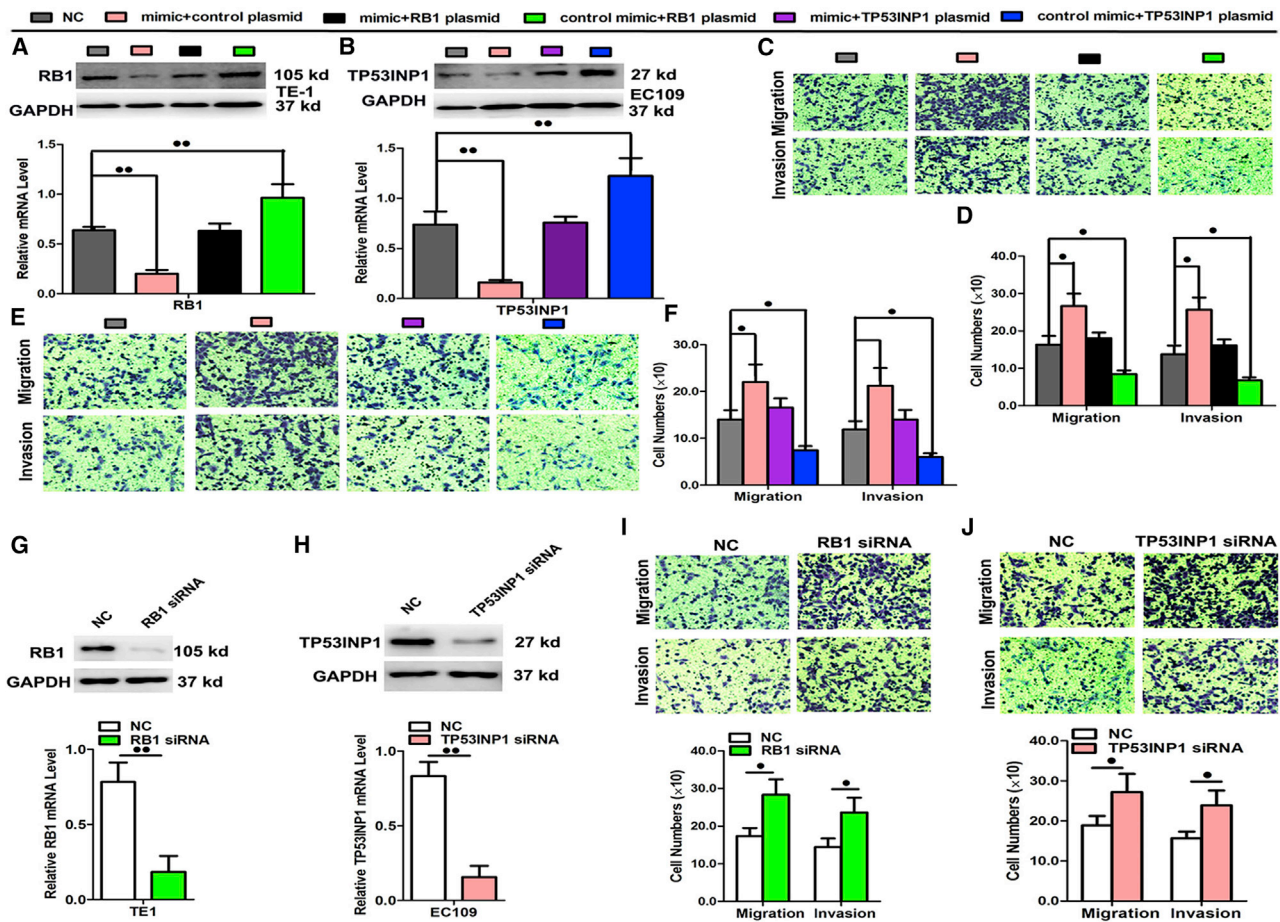 NC mimic+control plasmid mimic+RB1 plasmid control mimic+RB1 plasmid mimic+TP53INP1 plasmid control mimic+TP53INP1 plasmid
A
RB1 105 kd
TE-1
GAPDH 37 kd
Relative mRNA Level
1.5
1.0
0.5
0.0
RB1
B
TP53INP1 27 kd
EC109
GAPDH 37 kd
Relative mRNA Level
1.5
1.0
0.5
0.0
TP53INP1
C
Migration
Invasion
D
Cell Numbers (×10)
40.0
30.0
20.0
10.0
0.0
Migration Invasion
E
Migration
Invasion
F
Cell Numbers (×10)
30.0
20.0
10.0
0.0
Migration Invasion
G
NC RB1 siRNA
RB1 105 kd
GAPDH 37 kd
NC
RB1 siRNA
Relative RB1 mRNA Level
1.0
0.5
0.0
TE1
H
NC TP53INP1 siRNA
TP53INP1 27 kd
GAPDH 37 kd
NC
TP53INP1 siRNA
Relative TP53INP1 mRNA Level
1.0
0.5
0.0
EC109
I
NC RB1 siRNA
Migration
Invasion
NC
RB1 siRNA
Cell Numbers (×10)
40.0
30.0
20.0
10.0
0.0
Migration Invasion
J
NC TP53INP1 siRNA
Migration
Invasion
NC
TP53INP1 siRNA
Cell Numbers (×10)
40.0
30.0
20.0
10.0
0.0
Migration Invasion